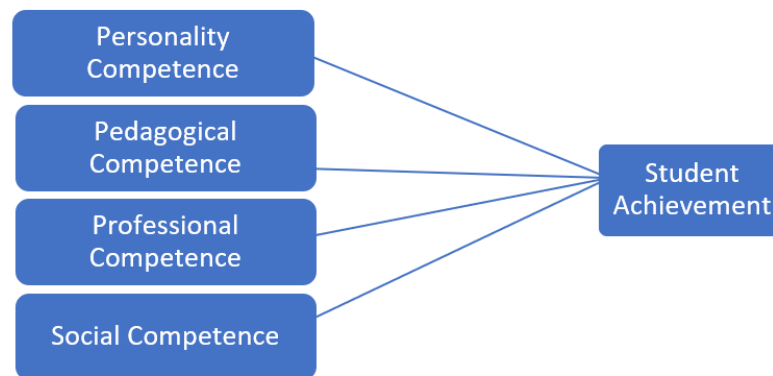 Personality
Competence
Pedagogical
Competence
Professional
Competence
Social Competence
Student
Achievement